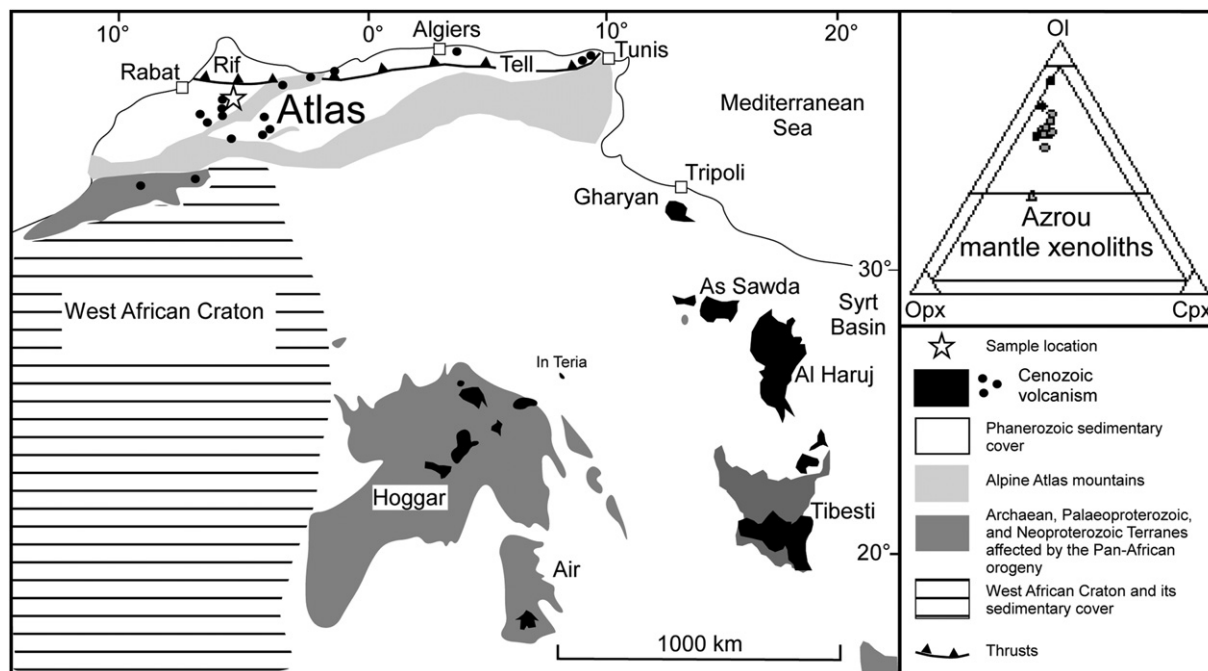 10°
0°
10°
20°
Algiers
Tunis
Rif
Tell
Rabat
Atlas
Mediterranean
Sea
Tripoli
Gharyan
30°
As Sawda
Syrt
Basin
West African Craton
In Teria
Al Haruj
Hoggar
Tibesti
20°
Air
1000 km
Ol
Azrou
mantle xenoliths
Opx
Cpx
Sample location
Cenozoic
volcanism
Phanerozoic sedimentary
cover
Alpine Atlas mountains
Archaean, Palaeoproterozoic,
and Neoproterozoic Terranes
affected by the Pan-African
orogeny
West African Craton and its
sedimentary cover
Thrusts